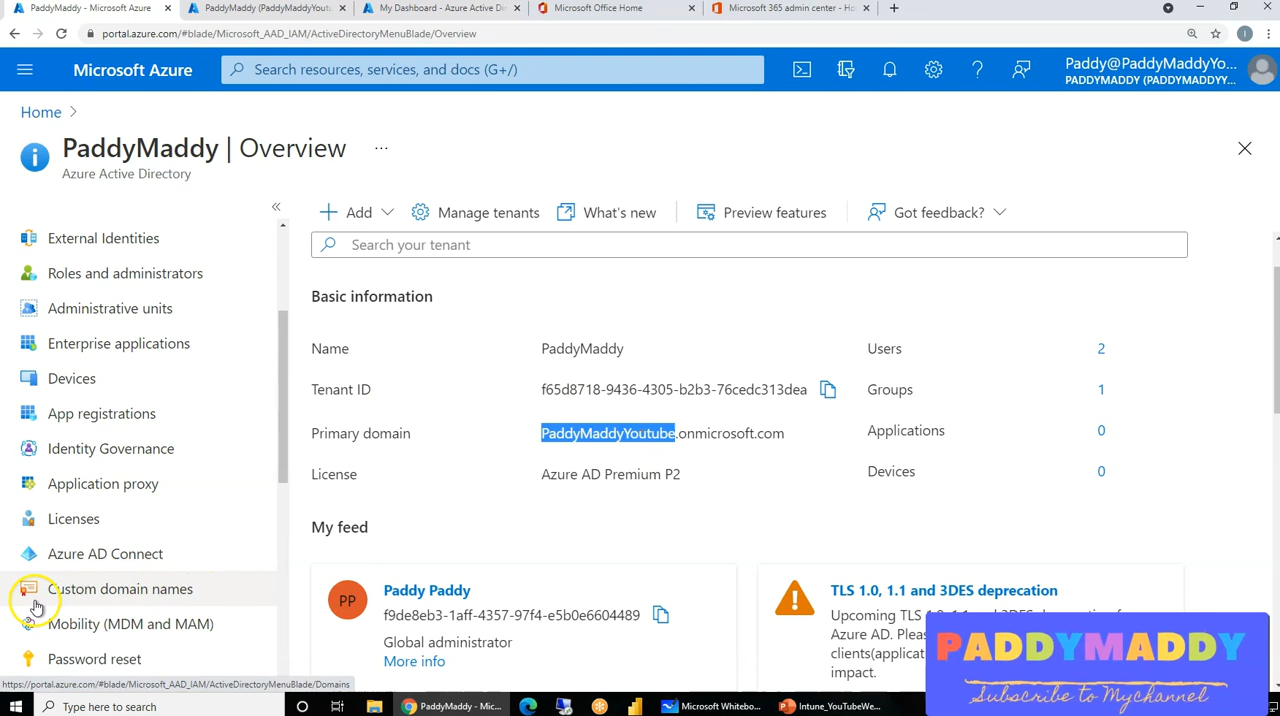 PaddyMaddy - Microsoft Azure
PaddyMaddy (PaddyMaddyYoutub
My Dashboard - Azure Active Di
Microsoft Office Home
Microsoft 365 admin center - Ho
portal.azure.com/#blade/Microsoft_AAD_IAM/ActiveDirectoryMenuBlade/Overview
Microsoft Azure
Search resources, services, and docs (G+/)
Paddy@PaddyMaddyYo...
PADDYMADDY (PADDYMADDYY...
Home
PaddyMaddy | Overview
Azure Active Directory
Add
Manage tenants
What's new
Preview features
Got feedback?
Search your tenant
External Identities
Roles and administrators
Administrative units
Enterprise applications
Devices
App registrations
Identity Governance
Application proxy
Licenses
Azure AD Connect
Custom domain names
Mobility (MDM and MAM)
Password reset
Basic information
Name PaddyMaddy Users 2
Tenant ID f65d8718-9436-4305-b2b3-76cedc313dea Groups 1
Primary domain PaddyMaddyYoutube.onmicrosoft.com Applications 0
License Azure AD Premium P2 Devices 0
My feed
PP
Paddy Paddy
f9de8eb3-1aff-4357-97f4-e5b0e6604489
Global administrator
More info
TLS 1.0, 1.1 and 3DES deprecation
Upcoming TLS
Azure AD. Pleas
clients(applicat
impact.
PADDYMADDY
Subscribe to Mychannel
https://portal.azure.com/#blade/Microsoft_AAD_IAM/ActiveDirectoryMenuBlade/Domains
Type here to search
PaddyMaddy - Mic...
Microsoft Whitebo...
Intune_YouTubeWe...